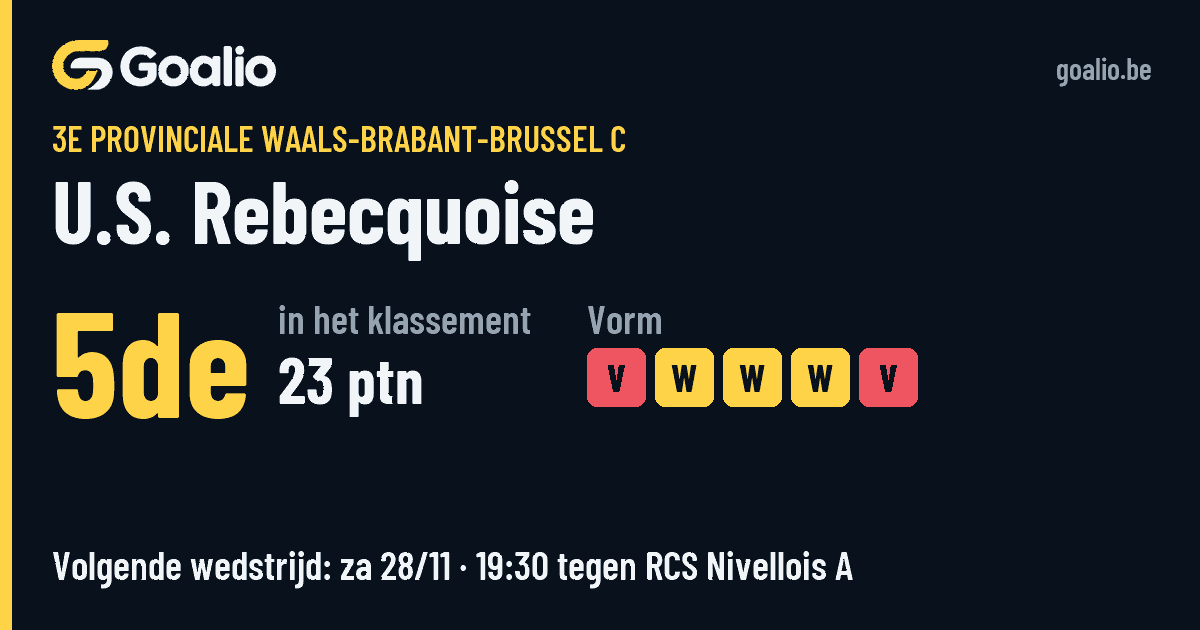 Goalio
goalio.be
3E PROVINCIALE WAALS-BRABANT-BRUSSEL C
U.S. Rebecquoise
5de
in het klassement
23 ptn
Vorm
V W W W V
Volgende wedstrijd: za 28/11 · 19:30 tegen RCS Nivellois A